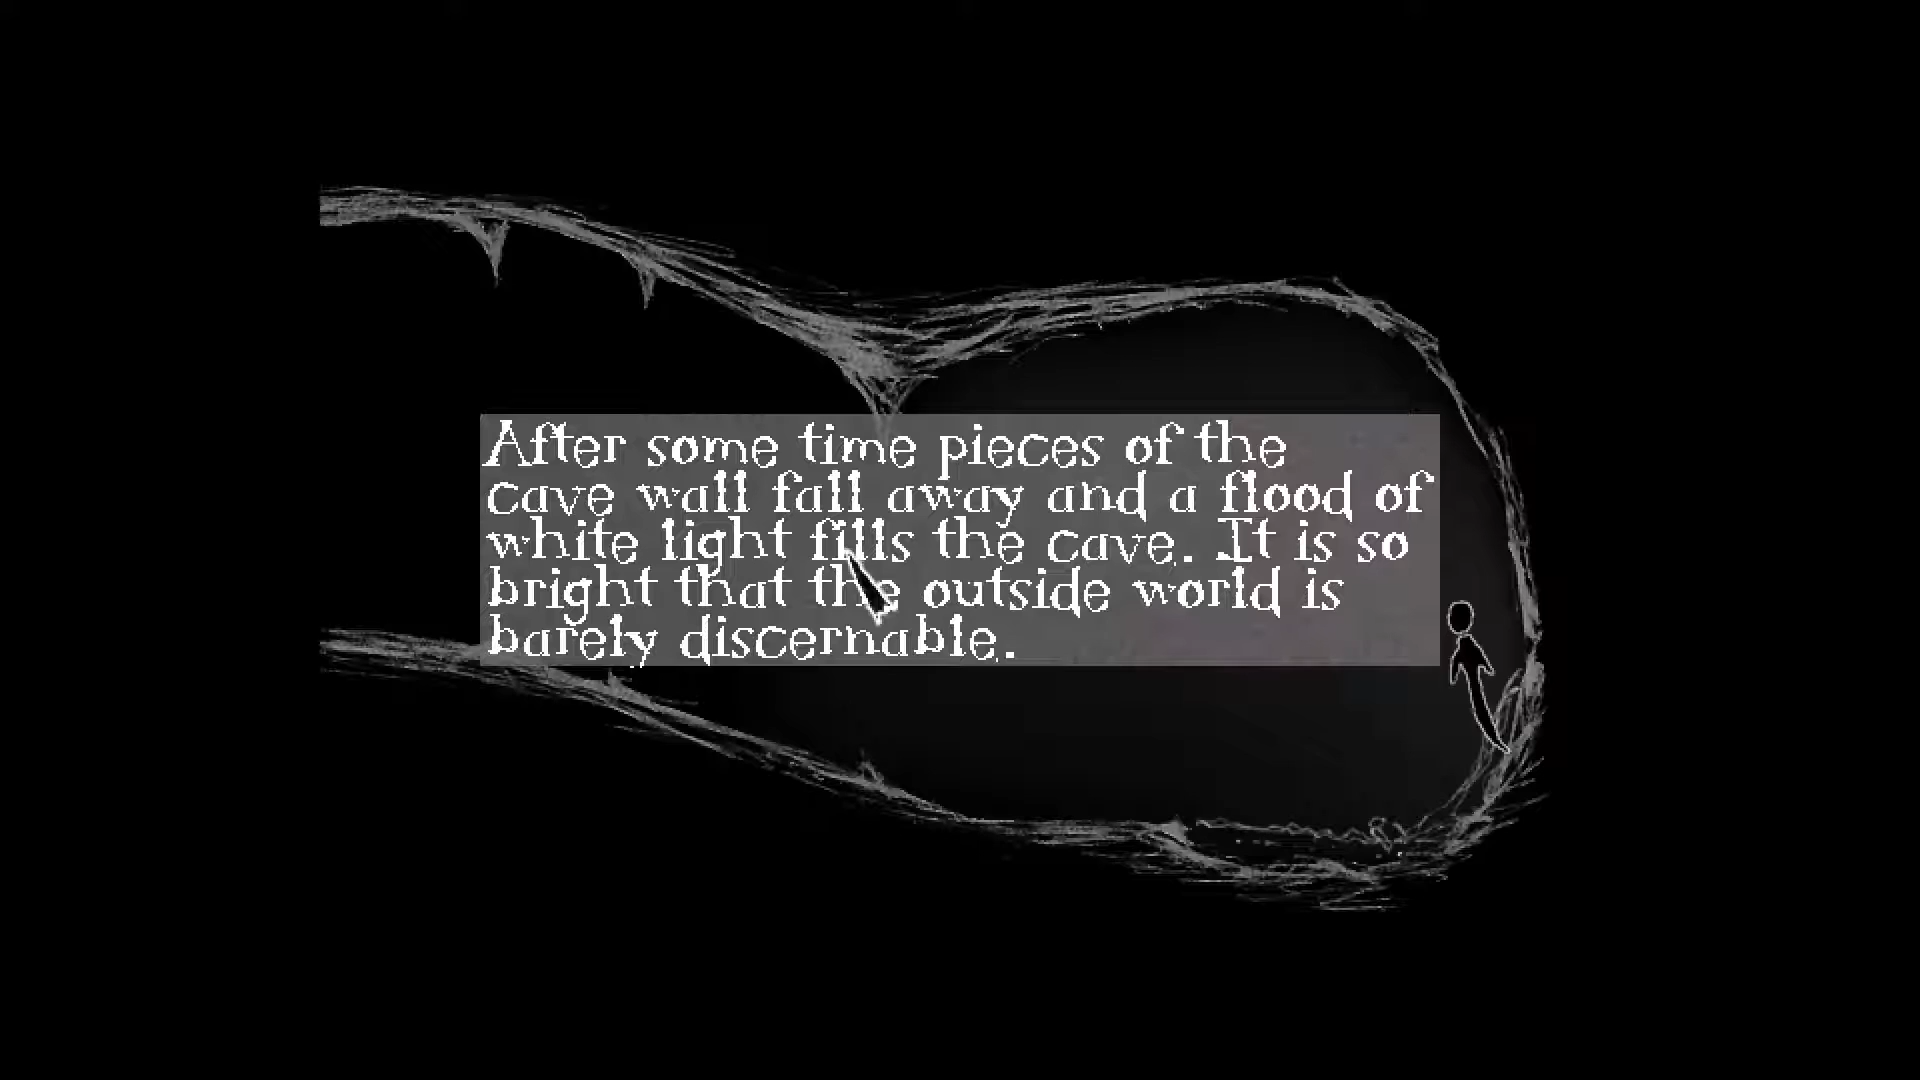 After some time pieces of the
cave wall fall away and a flood of
white light fills the cave. It is so
bright that the outside world is
barely discernable.